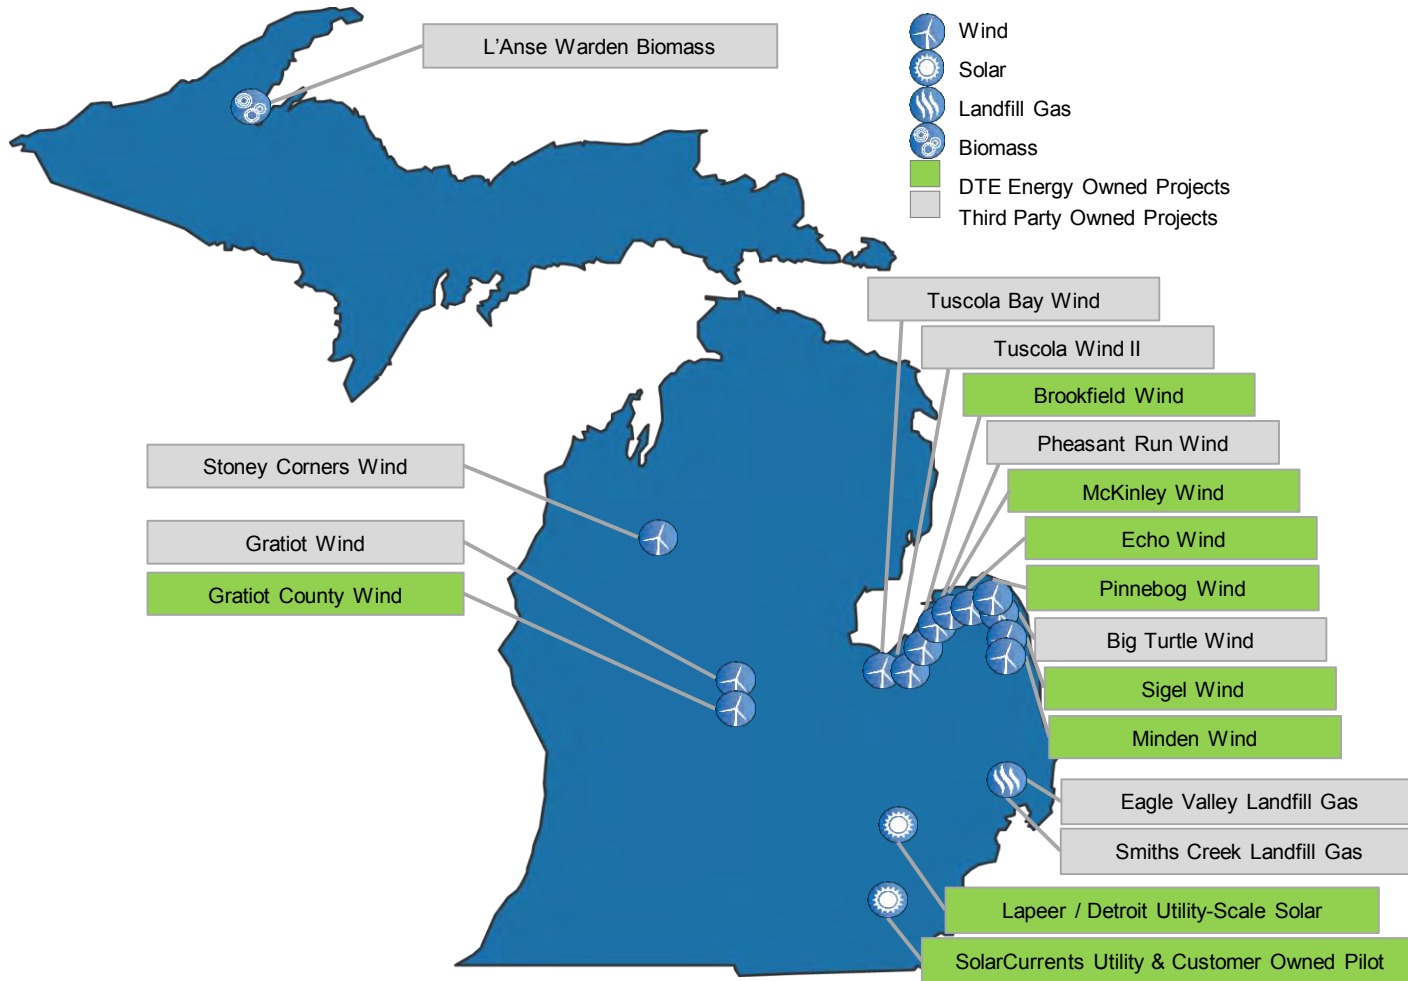 L'Anse Warden Biomass
Wind
Solar
Landfill Gas
Biomass
DTE Energy Owned Projects
Third Party Owned Projects
Tuscola Bay Wind
Tuscola Wind II
Brookfield Wind
Pheasant Run Wind
McKinley Wind
Echo Wind
Pinnebog Wind
Big Turtle Wind
Sigel Wind
Minden Wind
Eagle Valley Landfill Gas
Smiths Creek Landfill Gas
Lapeer / Detroit Utility-Scale Solar
SolarCurrents Utility & Customer Owned Pilot
Stoney Corners Wind
Gratiot Wind
Gratiot County Wind